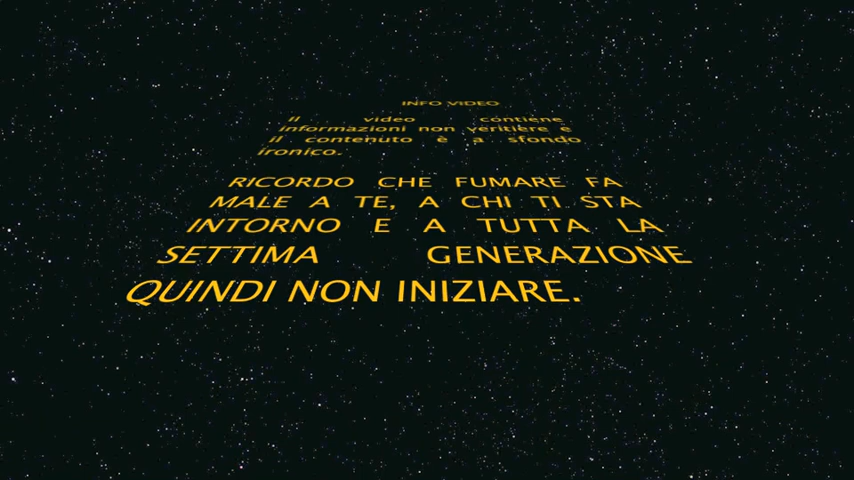 INFO VIDEO
Il video contiene
informazioni non veritiere e
il contenuto è a sfondo
ironico.
RICORDO CHE FUMARE FA
MALE A TE, A CHI TI STA
INTORNO E A TUTTA LA
SETTIMA GENERAZIONE
QUINDI NON INIZIARE.